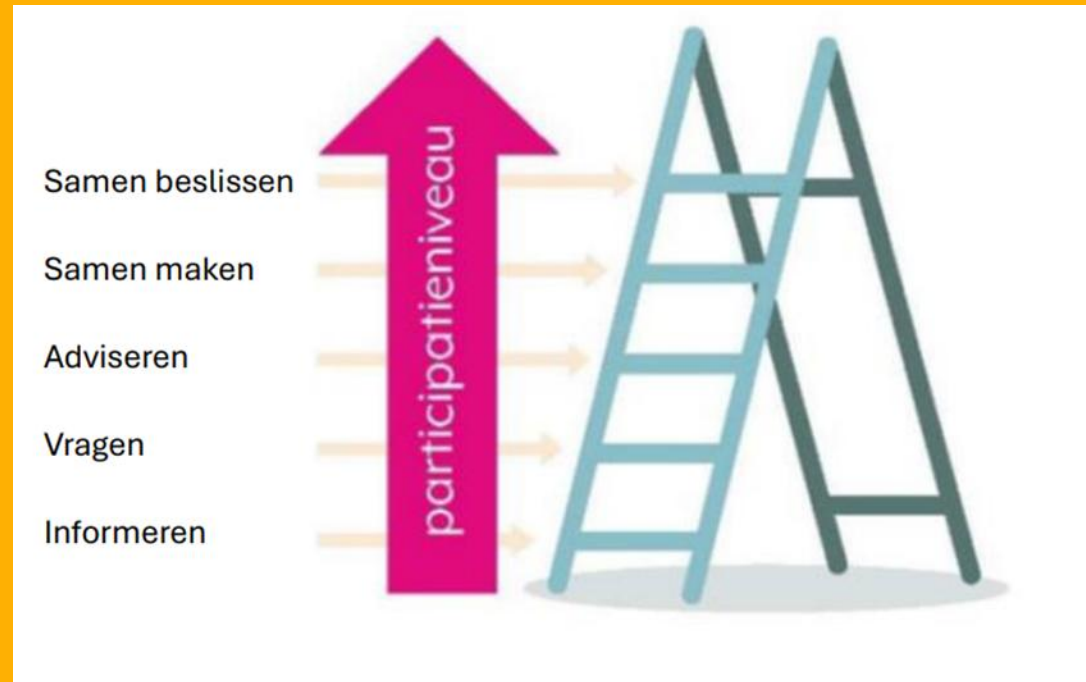 Samen beslissen
Samen maken
Adviseren
Vragen
Informeren
participatieniveau